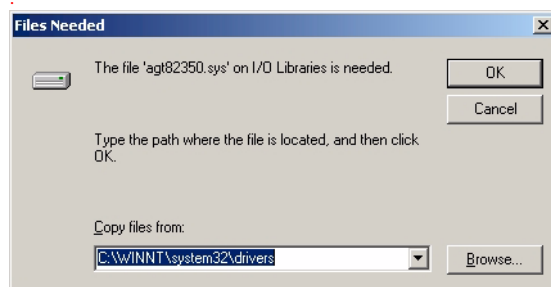 Files Needed
The file 'agt82350.sys' on I/O Libraries is needed.
OK
Cancel
Type the path where the file is located, and then click
OK.
Copy files from:
C:\WINNT\system32\drivers
Browse...